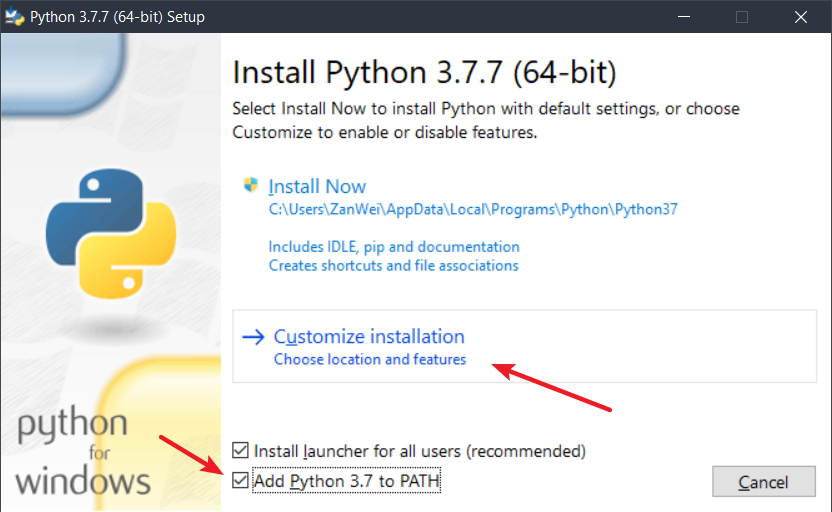 Python 3.7.7 (64-bit) Setup
Install Python 3.7.7 (64-bit)
Select Install Now to install Python with default settings, or choose
Customize to enable or disable features.
Install Now
C:\Users\ZanWei\AppData\Local\Programs\Python\Python37
Includes IDLE, pip and documentation
Creates shortcuts and file associations
Customize installation
Choose location and features
python
for
windows
Install launcher for all users (recommended)
Add Python 3.7 to PATH
Cancel